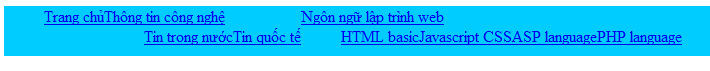 Trang chủThông tin công nghệ Ngôn ngữ lập trình web
Tin trong nướcTin quốc tế HTML basicJavascript CSSASP languagePHP language